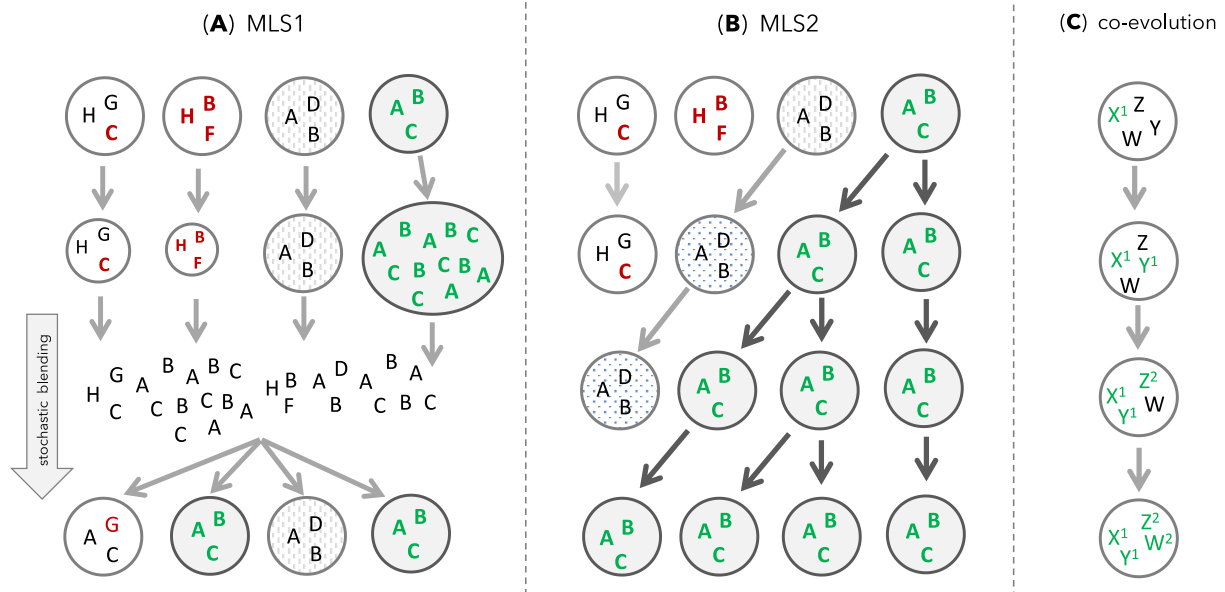 (A) MLS1
H G C
H B F
A D B
A B C
H G C
H B F
A D B
A B A B C
C B C B A
C A
stochastic blending
H G A B A B C H B A D A B A
C C B C B A F B C B C
C A
A G C
A B C
A D B
A B C
(B) MLS2
H G C
H B F
A D B
A B C
H G C
A D B
A B C
A B C
A D B
A B C
A B C
A B C
A B C
A B C
A B C
A B C
(C) co-evolution
X¹ Z
W Y
Z
X¹ Y¹
W
X¹ Z²
Y¹ W
X¹ Z²
Y¹ W²